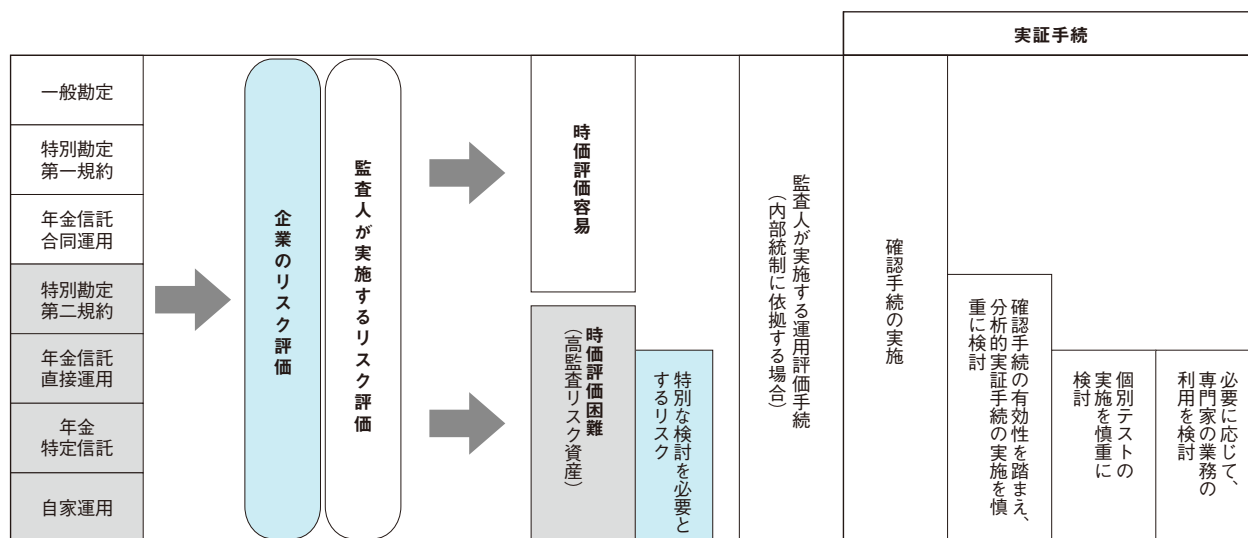 実証手続
一般勘定
特別勘定
第一規約
年金信託
合同運用
特別勘定
第二規約
年金信託
直接運用
年金
特定信託
自家運用
企業のリスク評価
監査人が実施するリスク評価
時価評価容易
時価評価困難
（高監査リスク資産）
特別な検討を必要と
するリスク
監査人が実施する運用評価手続
（内部統制に依拠する場合）
確認手続の実施
確認手続の有効性を踏まえ、
分析的実証手続の実施を慎
重に検討
個別テストの
実施を慎重に
検討
必要に応じて、
専門家の業務の
利用を検討